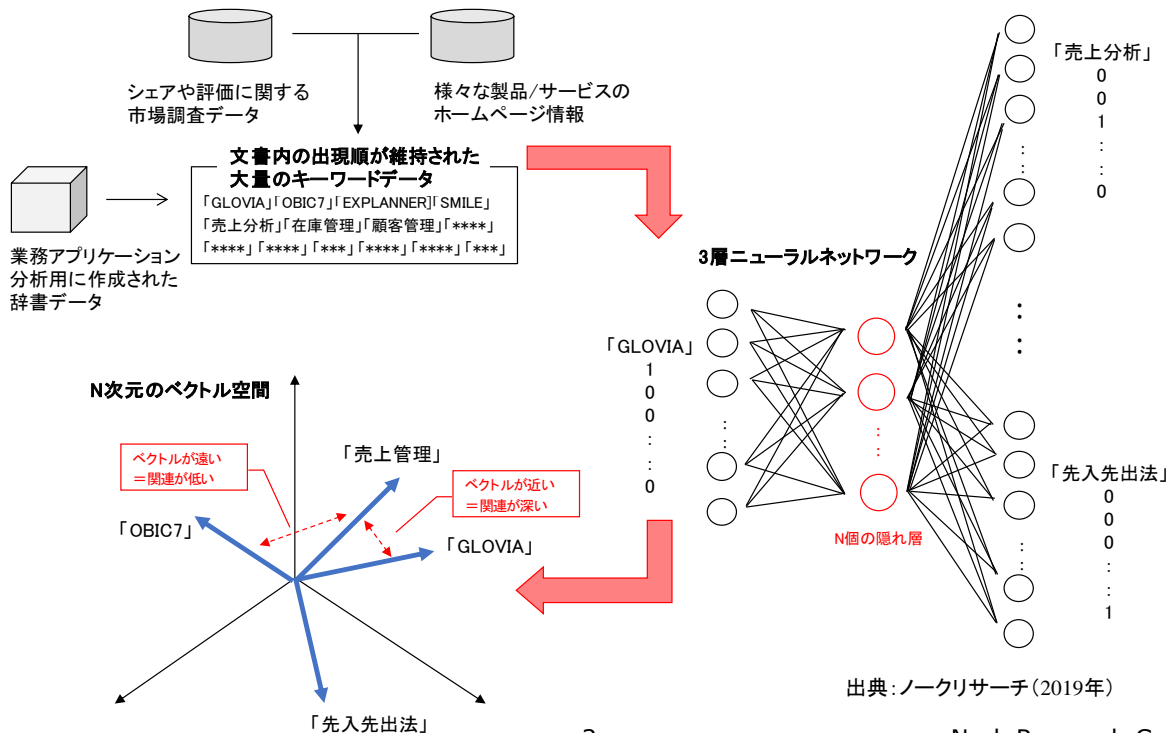 シェアや評価に関する
市場調査データ
様々な製品/サービスの
ホームページ情報
文書内の出現順が維持された
大量のキーワードデータ
「GLOVIA」「OBIC7」「EXPLANNER]「SMILE」
「売上分析」「在庫管理」「顧客管理」「****」
「****」「****」「***」「****」「****」「***」
業務アプリケーション
分析用に作成された
辞書データ
3層ニューラルネットワーク
「GLOVIA」
1
0
0
:
:
0
N個の隠れ層
「売上分析」
0
0
1
:
:
0
「先入先出法」
0
0
0
:
:
1
N次元のベクトル空間
ベクトルが遠い
＝関連が低い
「売上管理」
ベクトルが近い
＝関連が深い
「OBIC7」
「GLOVIA」
「先入先出法」
出典:ノークリサーチ(2019年)